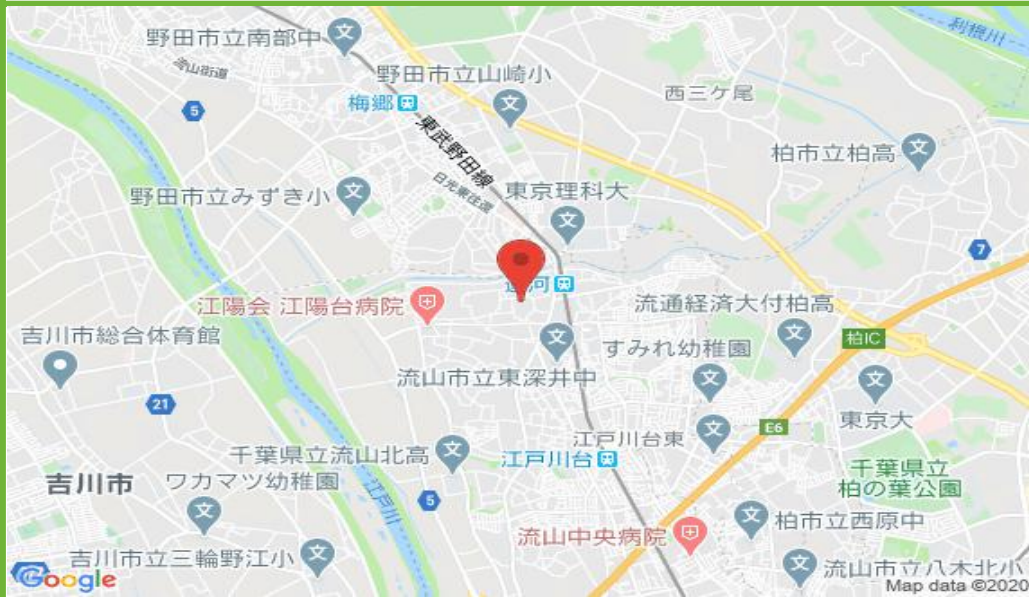 野田市立南部中
流山街道
利根川
野田市立山崎小
西三ケ尾
5
梅郷
東武野田線
日光東往還
柏市立柏高
野田市立みずき小
東京理科大
7
江陽会 江陽台病院
河
流通経済大付柏高
吉川市総合体育館
すみれ幼稚園
柏IC
流山市立東深井中
21
東京大
E6
江戸川台東
千葉県立流山北高
江戸川台
吉川市
ワカマツ幼稚園
5
江戸川
千葉県立
柏の葉公園
流山中央病院
柏市立西原中
吉川市立三輪野江小
流山市立八木北小
Google
Map data ©2020